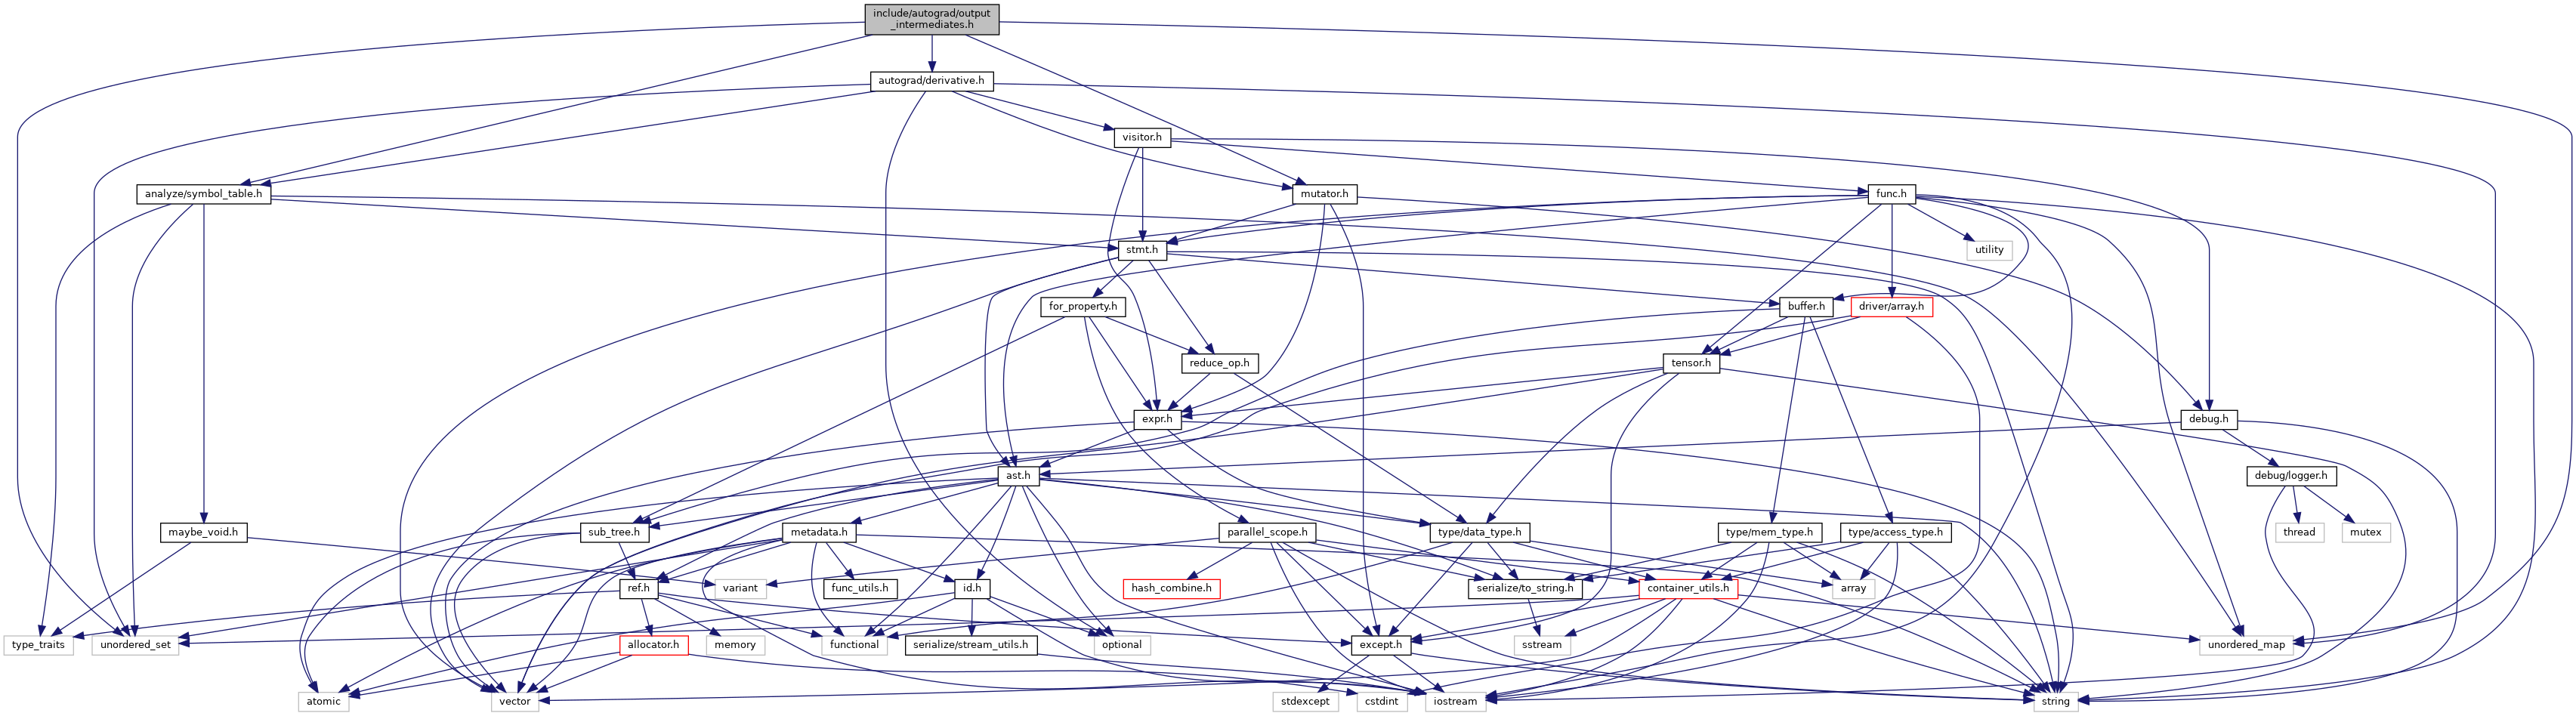 include/autograd/output
_intermediates.h
autograd/derivative.h
visitor.h
analyze/symbol_table.h
mutator.h
func.h
stmt.h
utility
for_property.h
buffer.h
driver/array.h
reduce_op.h
tensor.h
expr.h
debug.h
ast.h
debug/logger.h
maybe_void.h
sub_tree.h
metadata.h
parallel_scope.h
type/data_type.h
type/mem_type.h
type/access_type.h
thread
mutex
ref.h
variant
func_utils.h
id.h
hash_combine.h
serialize/to_string.h
container_utils.h
array
type_traits
unordered_set
allocator.h
memory
functional
serialize/stream_utils.h
optional
except.h
sstream
unordered_map
atomic
vector
stdexcept
cstdint
iostream
string